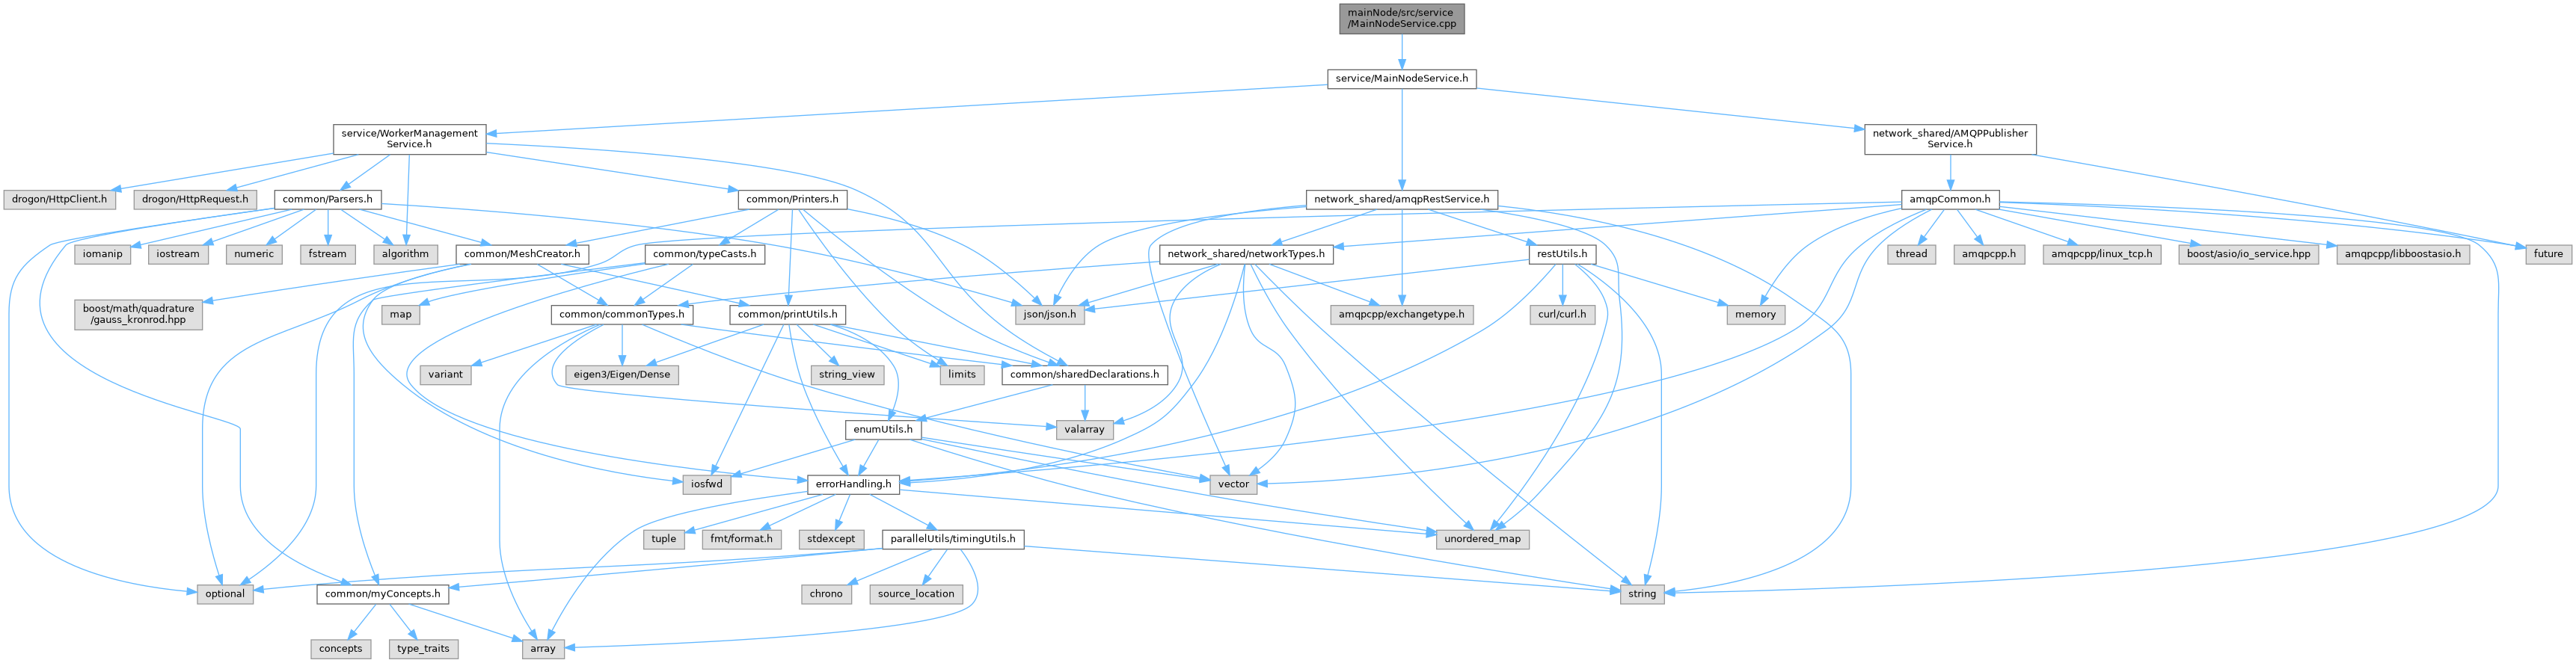 mainNode/src/service
/MainNodeService.cpp
service/MainNodeService.h
service/WorkerManagement
Service.h
network_shared/AMQPPublisher
Service.h
drogon/HttpClient.h
drogon/HttpRequest.h
common/Parsers.h
common/Printers.h
network_shared/amqpRestService.h
amqpCommon.h
iomanip
iostream
numeric
fstream
algorithm
common/MeshCreator.h
common/typeCasts.h
network_shared/networkTypes.h
restUtils.h
thread
amqpcpp.h
amqpcpp/linux_tcp.h
boost/asio/io_service.hpp
amqpcpp/libboostasio.h
future
boost/math/quadrature
/gauss_kronrod.hpp
map
common/commonTypes.h
common/printUtils.h
json/json.h
amqpcpp/exchangetype.h
curl/curl.h
memory
variant
eigen3/Eigen/Dense
string_view
limits
common/sharedDeclarations.h
enumUtils.h
valarray
iosfwd
errorHandling.h
vector
tuple
fmt/format.h
stdexcept
parallelUtils/timingUtils.h
unordered_map
optional
common/myConcepts.h
chrono
source_location
string
concepts
type_traits
array